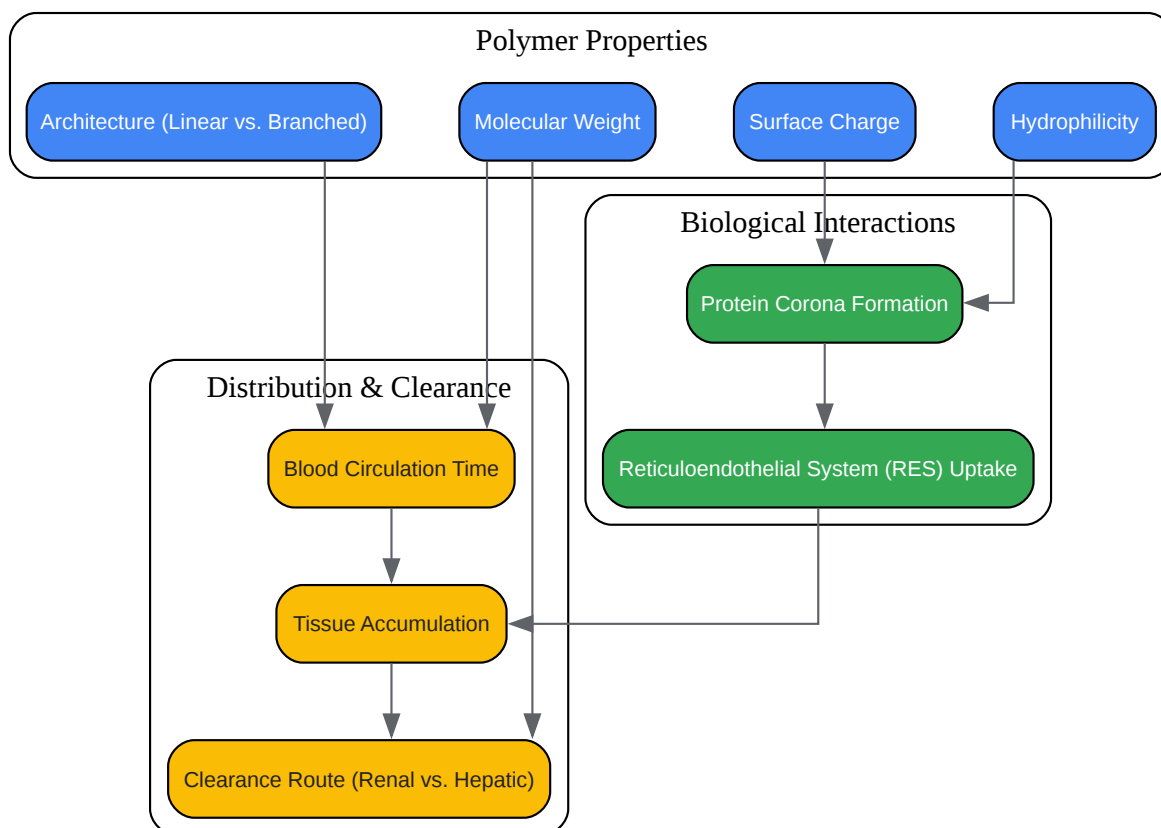 Polymer Properties
Architecture (Linear vs. Branched)
Molecular Weight
Surface Charge
Hydrophilicity
Biological Interactions
Protein Corona Formation
Distribution & Clearance
Blood Circulation Time
Reticuloendothelial System (RES) Uptake
Tissue Accumulation
Clearance Route (Renal vs. Hepatic)